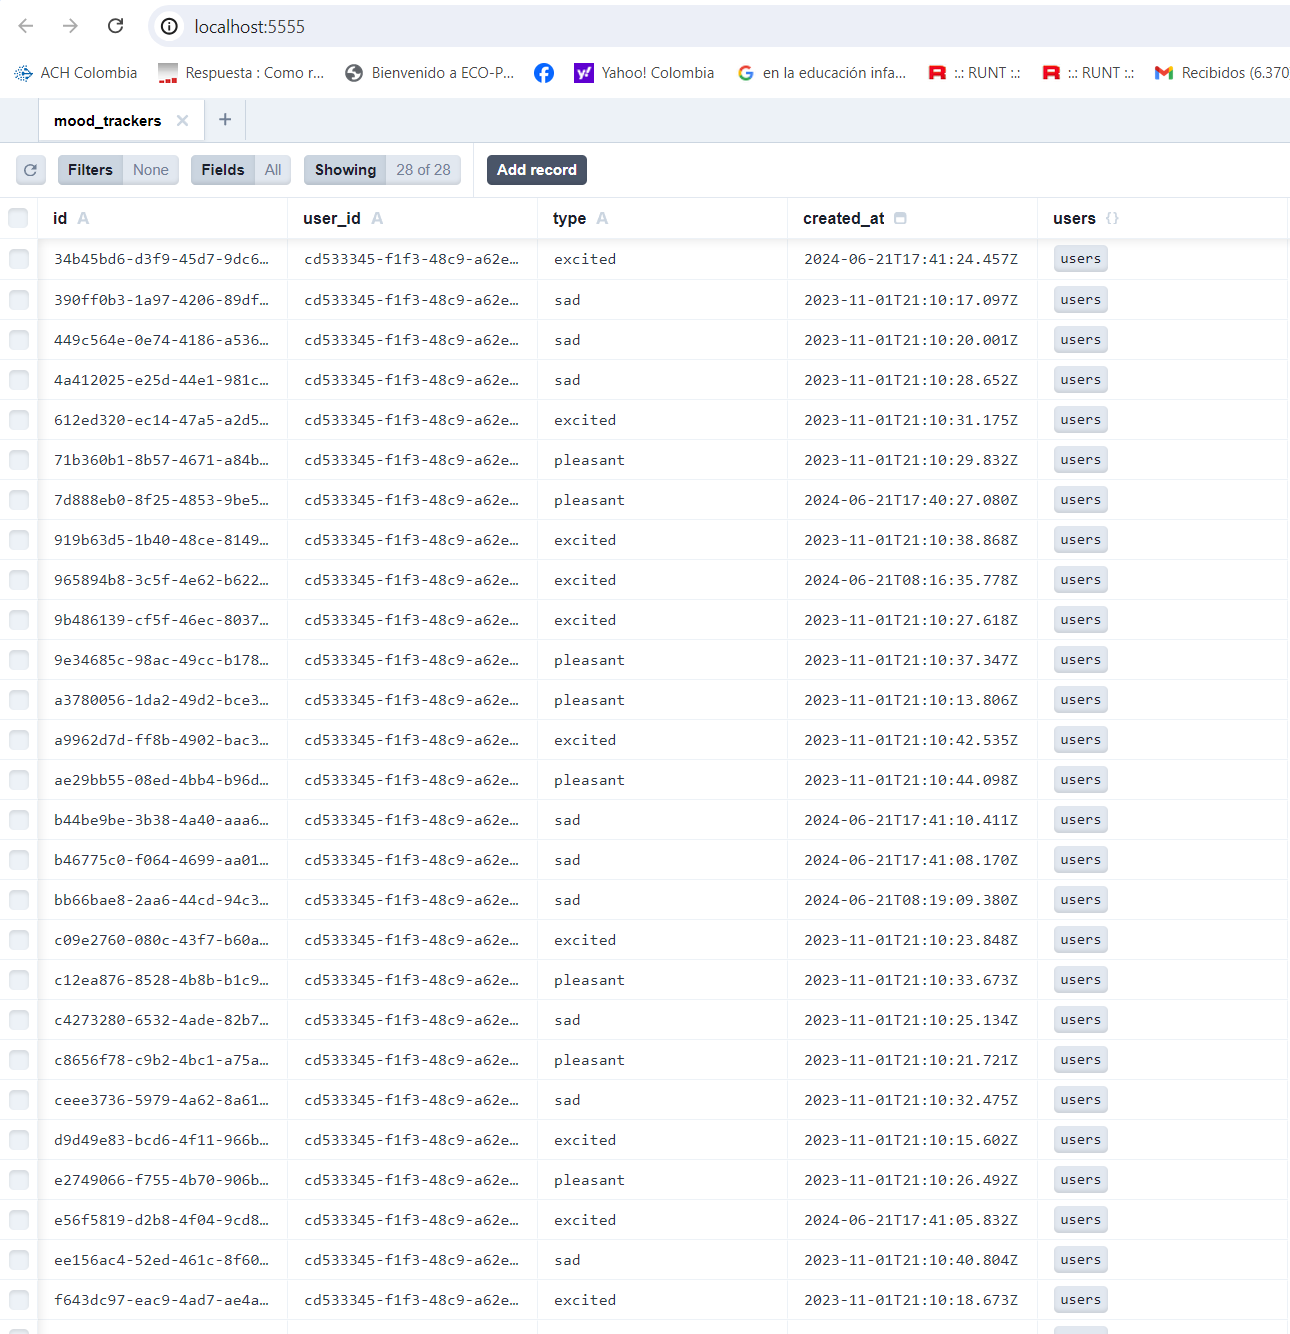 localhost:5555
ACH Colombia Respuesta : Como r... Bienvenido a ECO-P... Yahoo! Colombia en la educación infa... :.: RUNT :.: :.: RUNT :.: Recibidos (6.370
mood_trackers
Filters None Fields All Showing 28 of 28 Add record
id A user_id A type A created_at users {}
34b45bd6-d3f9-45d7-9dc6… cd533345-f1f3-48c9-a62e… excited 2024-06-21T17:41:24.457Z users
390ff0b3-1a97-4206-89df… cd533345-f1f3-48c9-a62e… sad 2023-11-01T21:10:17.097Z users
449c564e-0e74-4186-a536… cd533345-f1f3-48c9-a62e… sad 2023-11-01T21:10:20.001Z users
4a412025-e25d-44e1-981c… cd533345-f1f3-48c9-a62e… sad 2023-11-01T21:10:28.652Z users
612ed320-ec14-47a5-a2d5… cd533345-f1f3-48c9-a62e… excited 2023-11-01T21:10:31.175Z users
71b360b1-8b57-4671-a84b… cd533345-f1f3-48c9-a62e… pleasant 2023-11-01T21:10:29.832Z users
7d888eb0-8f25-4853-9be5… cd533345-f1f3-48c9-a62e… pleasant 2024-06-21T17:40:27.080Z users
919b63d5-1b40-48ce-8149… cd533345-f1f3-48c9-a62e… excited 2023-11-01T21:10:38.868Z users
965894b8-3c5f-4e62-b622… cd533345-f1f3-48c9-a62e… excited 2024-06-21T08:16:35.778Z users
9b486139-cf5f-46ec-8037… cd533345-f1f3-48c9-a62e… excited 2023-11-01T21:10:27.618Z users
9e34685c-98ac-49cc-b178… cd533345-f1f3-48c9-a62e… pleasant 2023-11-01T21:10:37.347Z users
a3780056-1da2-49d2-bce3… cd533345-f1f3-48c9-a62e… pleasant 2023-11-01T21:10:13.806Z users
a9962d7d-ff8b-4902-bac3… cd533345-f1f3-48c9-a62e… excited 2023-11-01T21:10:42.535Z users
ae29bb55-08ed-4bb4-b96d… cd533345-f1f3-48c9-a62e… pleasant 2023-11-01T21:10:44.098Z users
b44be9be-3b38-4a40-aaa6… cd533345-f1f3-48c9-a62e… sad 2024-06-21T17:41:10.411Z users
b46775c0-f064-4699-aa01… cd533345-f1f3-48c9-a62e… sad 2024-06-21T17:41:08.170Z users
bb66bae8-2aa6-44cd-94c3… cd533345-f1f3-48c9-a62e… sad 2024-06-21T08:19:09.380Z users
c09e2760-080c-43f7-b60a… cd533345-f1f3-48c9-a62e… excited 2023-11-01T21:10:23.848Z users
c12ea876-8528-4b8b-b1c9… cd533345-f1f3-48c9-a62e… pleasant 2023-11-01T21:10:33.673Z users
c4273280-6532-4ade-82b7… cd533345-f1f3-48c9-a62e… sad 2023-11-01T21:10:25.134Z users
c8656f78-c9b2-4bc1-a75a… cd533345-f1f3-48c9-a62e… pleasant 2023-11-01T21:10:21.721Z users
ceee3736-5979-4a62-8a61… cd533345-f1f3-48c9-a62e… sad 2023-11-01T21:10:32.475Z users
d9d49e83-bcd6-4f11-966b… cd533345-f1f3-48c9-a62e… excited 2023-11-01T21:10:15.602Z users
e2749066-f755-4b70-906b… cd533345-f1f3-48c9-a62e… pleasant 2023-11-01T21:10:26.492Z users
e56f5819-d2b8-4f04-9cd8… cd533345-f1f3-48c9-a62e… excited 2024-06-21T17:41:05.832Z users
ee156ac4-52ed-461c-8f60… cd533345-f1f3-48c9-a62e… sad 2023-11-01T21:10:40.804Z users
f643dc97-eac9-4ad7-ae4a… cd533345-f1f3-48c9-a62e… excited 2023-11-01T21:10:18.673Z users